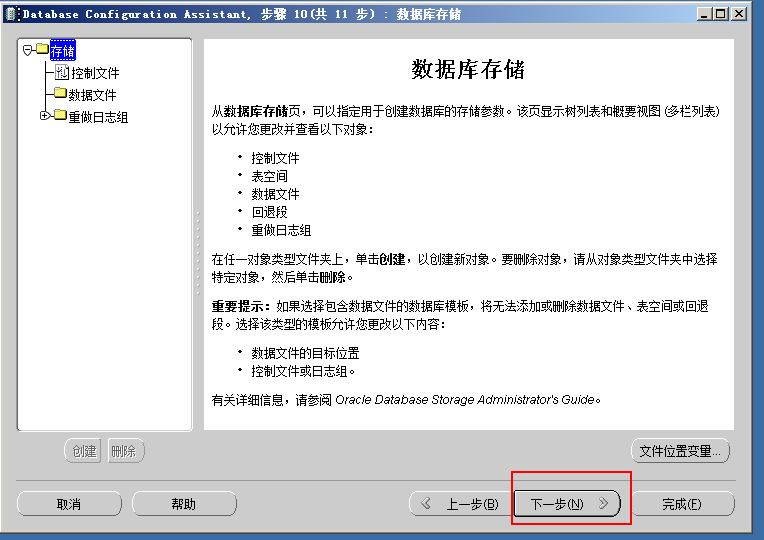 Database Configuration Assistant, 步骤 10(共 11 步) : 数据库存储
存储
控制文件
数据文件
重做日志组
数据库存储
从数据库存储页，可以指定用于创建数据库的存储参数。该页显示树列表和概要视图 (多栏列表)
以允许您更改并查看以下对象：
• 控制文件
• 表空间
• 数据文件
• 回退段
• 重做日志组
在任一对象类型文件夹上，单击创建，以创建新对象。要删除对象，请从对象类型文件夹中选择
特定对象，然后单击删除。
重要提示：如果选择包含数据文件的数据库模板，将无法添加或删除数据文件、表空间或回退
段。选择该类型的模板允许您更改以下内容：
• 数据文件的目标位置
• 控制文件或日志组。
有关详细信息，请参阅 Oracle Database Storage Administrator's Guide。
创建 删除 文件位置变量...
取消 帮助 上一步(B) 下一步(N) 完成(F)